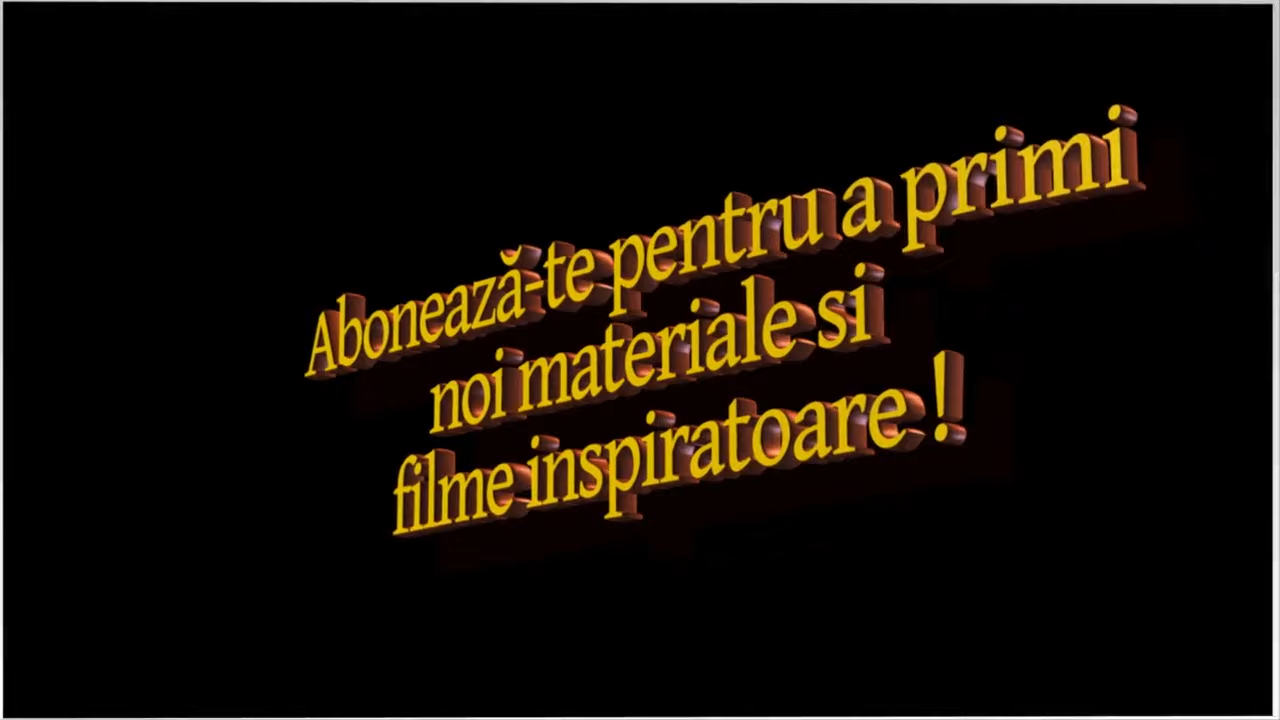 Abonează-te pentru a primi
noi materiale si
filme inspiratoare !